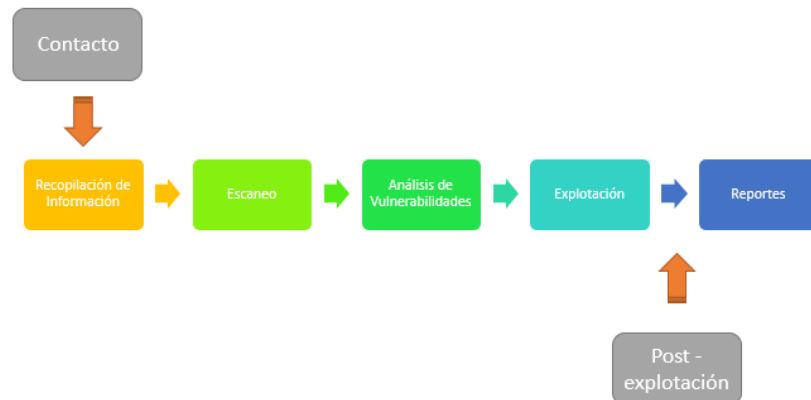 Contacto
Recopilación de
Información
Escaneo
Análisis de
Vulnerabilidades
Explotación
Reportes
Post -
explotación